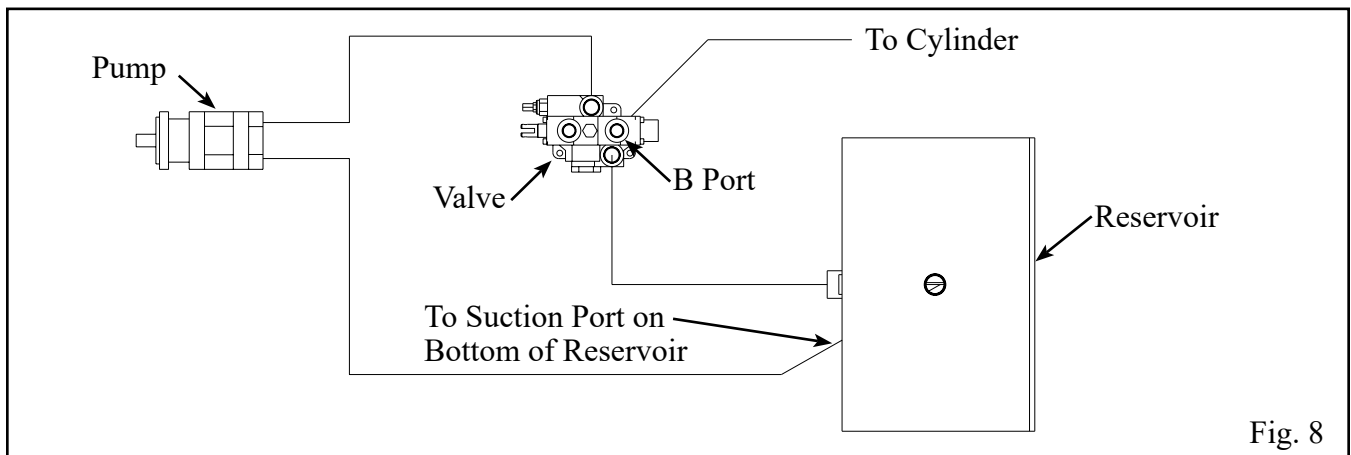 To Cylinder
Pump
B Port
Valve
Reservoir
To Suction Port on
Bottom of Reservoir
Fig. 8